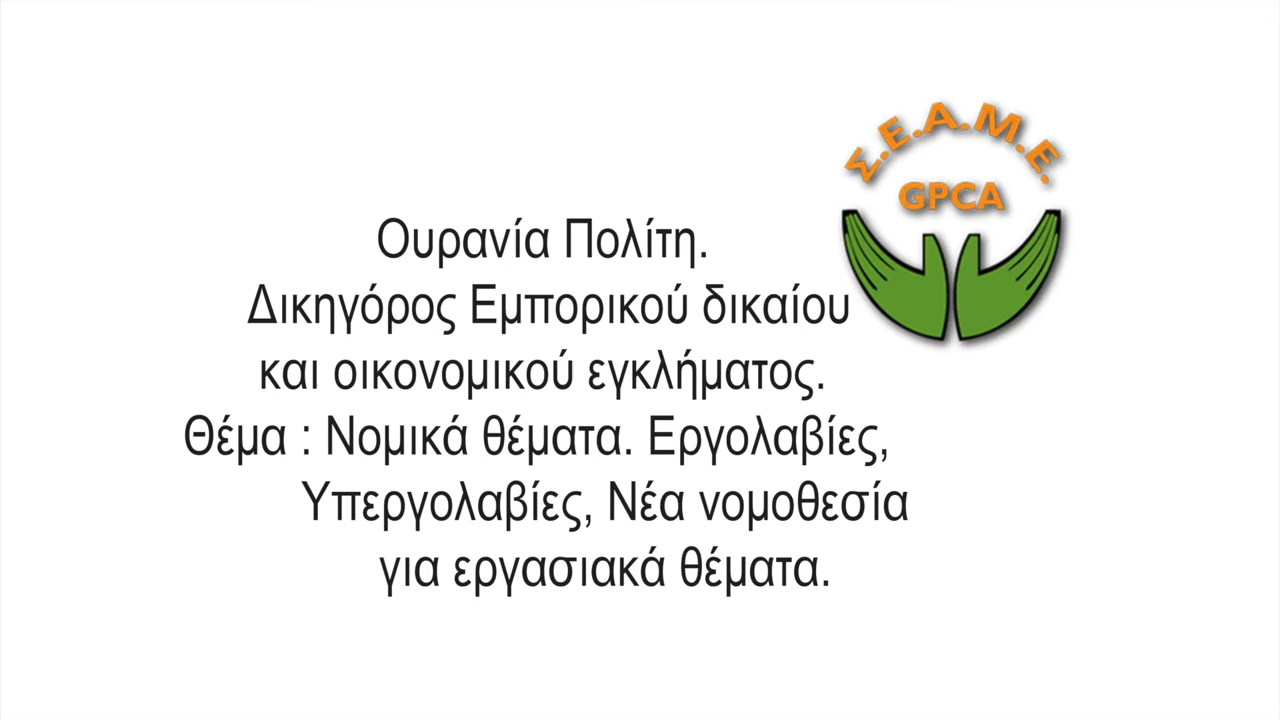 Σ.Ε.Α.Μ.Ε.
GPCA
Ουρανία Πολίτη.
Δικηγόρος Εμπορικού δικαίου
και οικονομικού εγκλήματος.
Θέμα : Νομικά θέματα. Εργολαβίες,
Υπεργολαβίες, Νέα νομοθεσία
για εργασιακά θέματα.